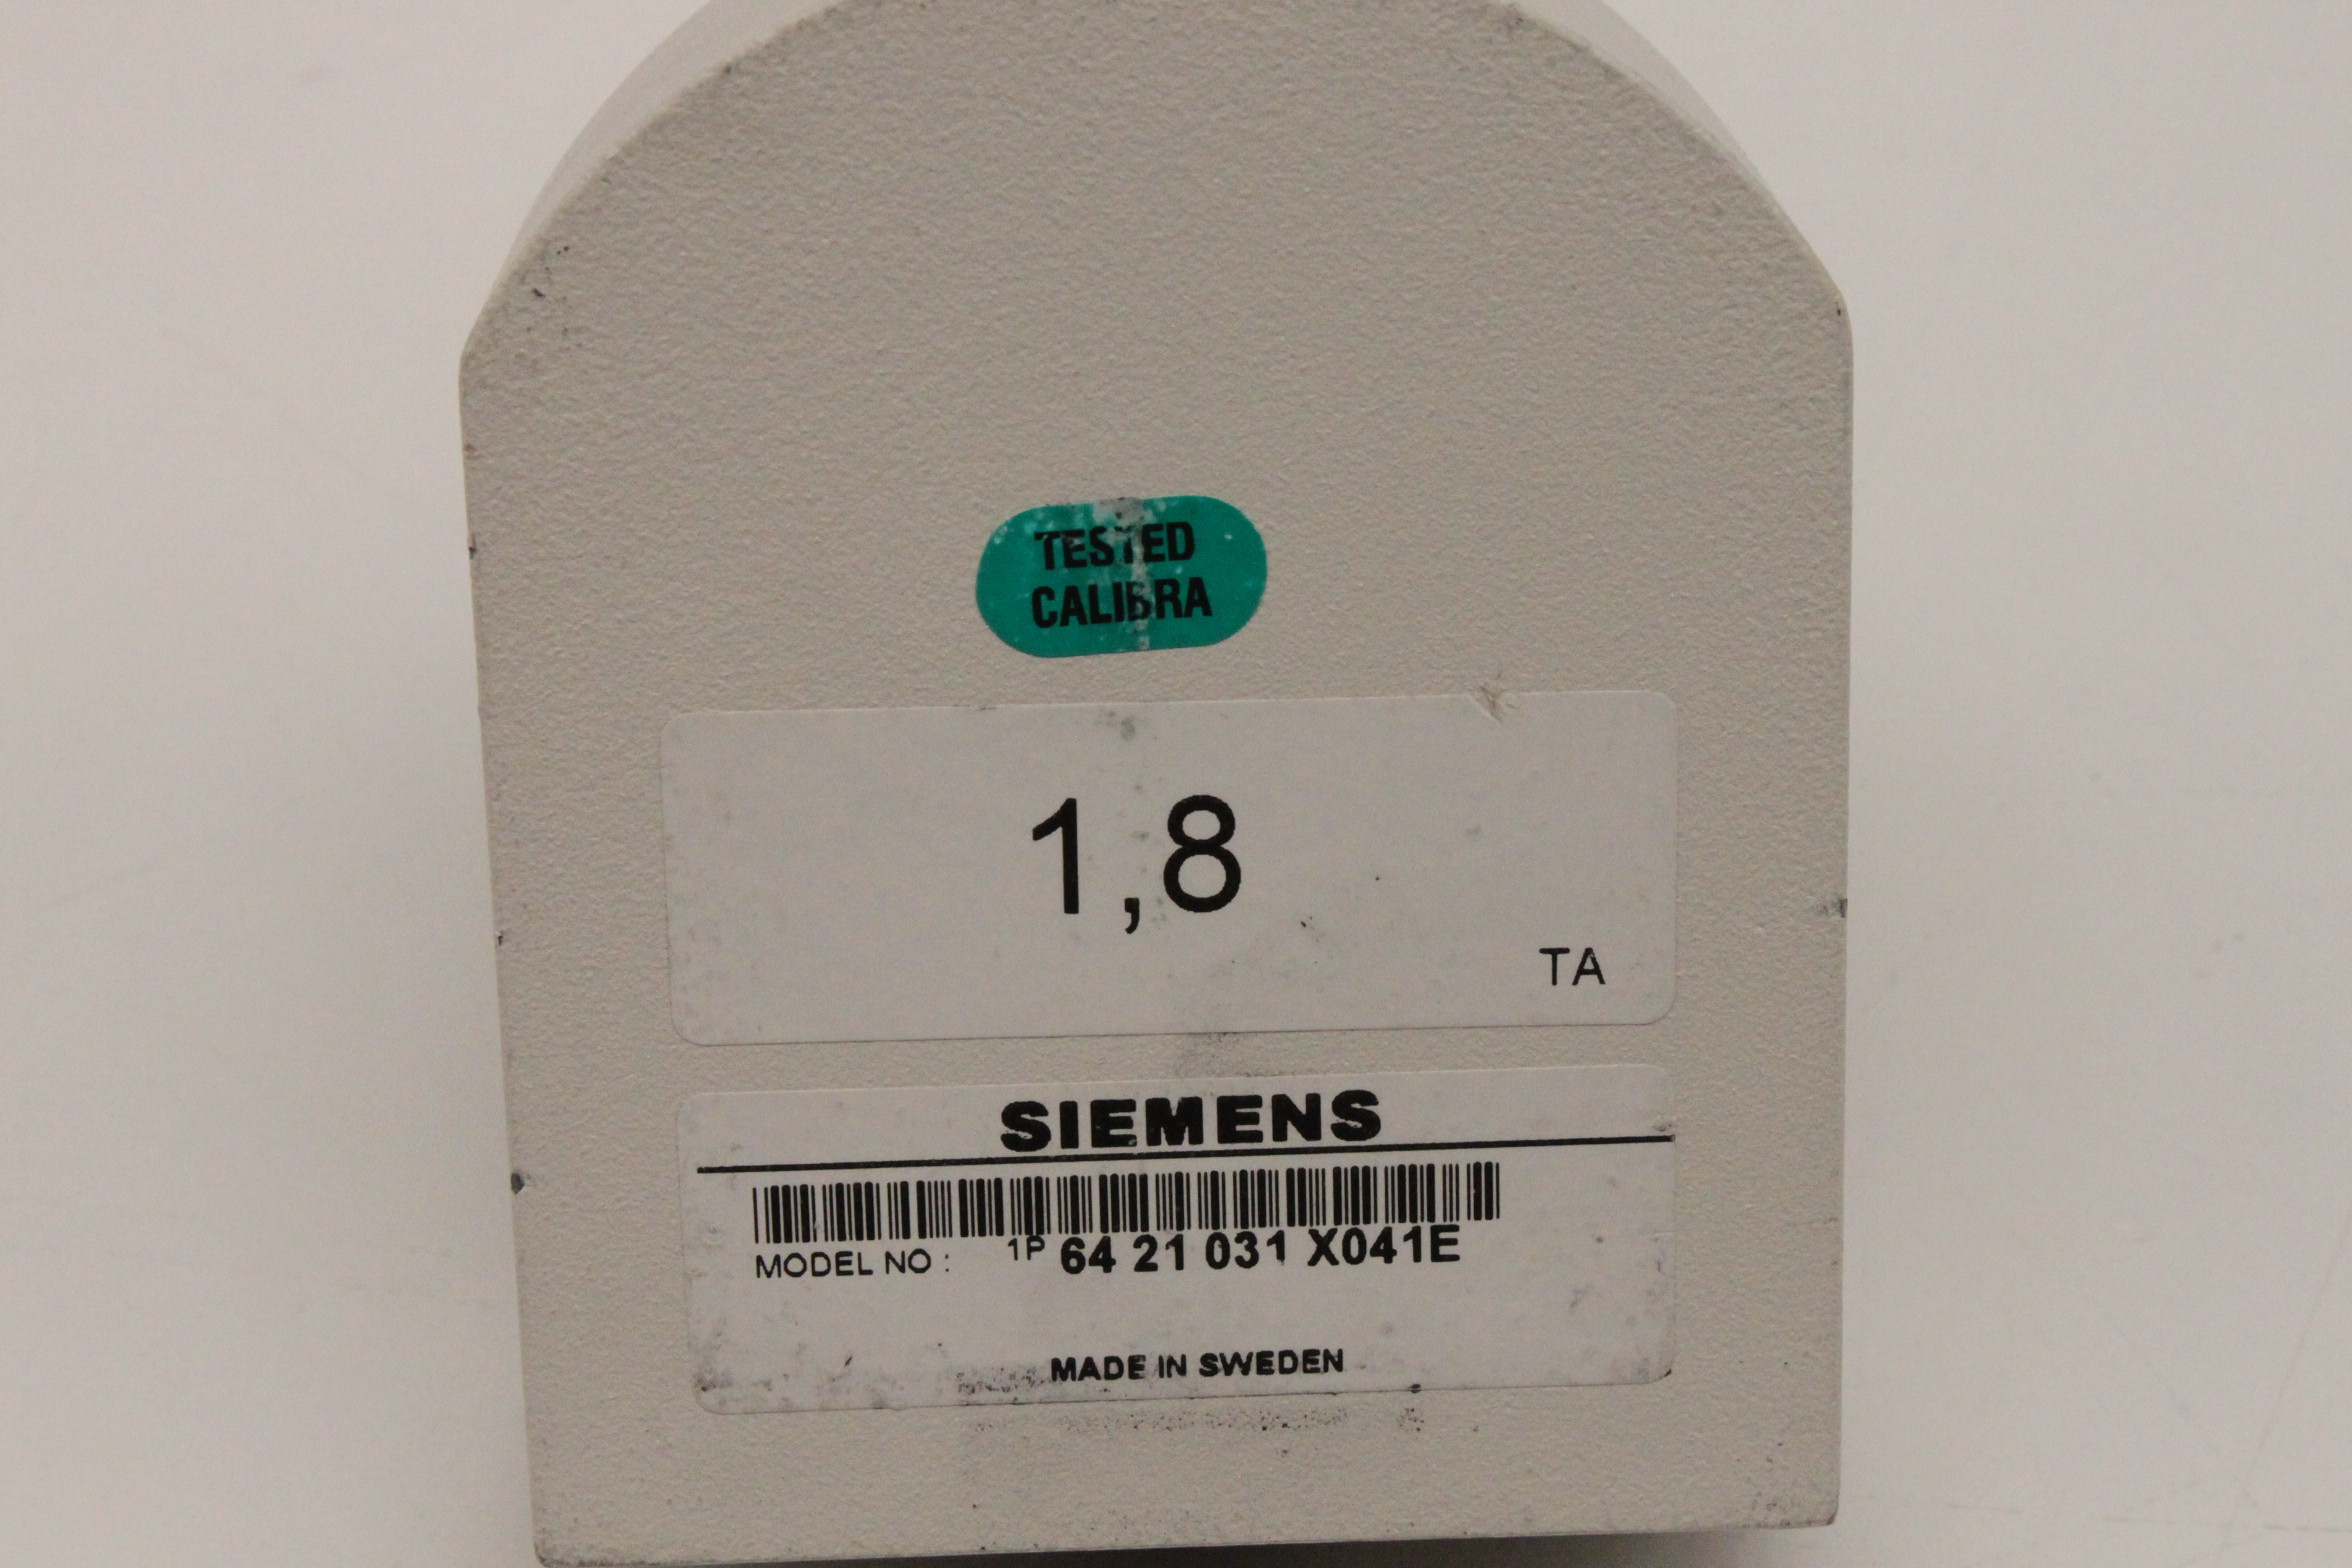 TESTED
CALIBRA
1,8
TA
SIEMENS
MODEL NO : 1P 64 21 031 X041E
MADE IN SWEDEN